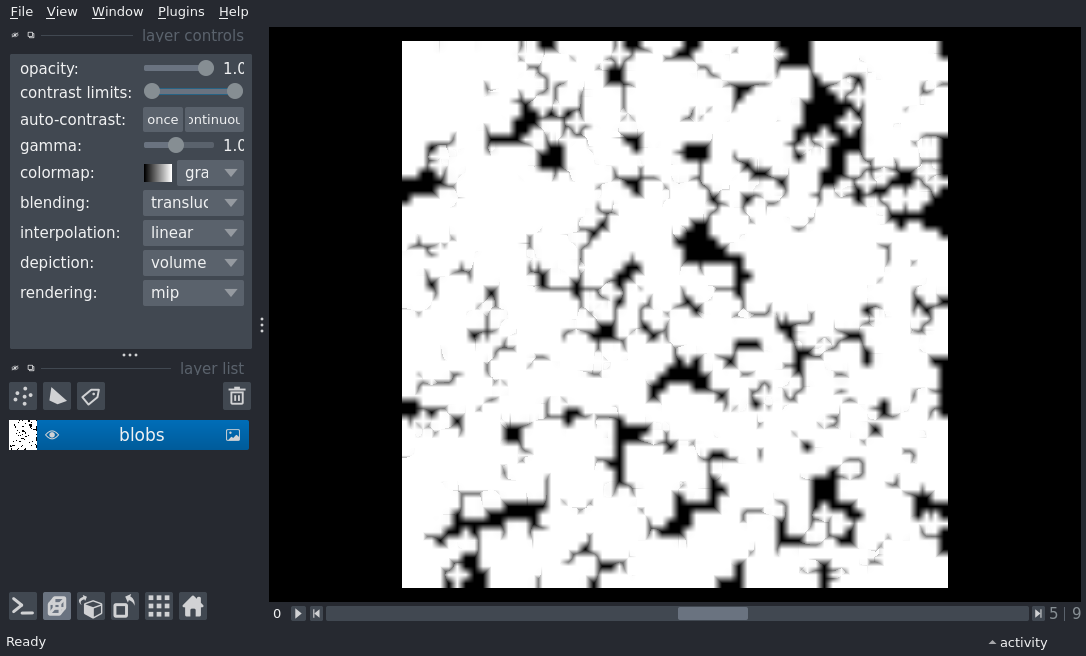 File View Window Plugins Help
layer controls
opacity: 1.0
contrast limits:
auto-contrast: once ontinuou
gamma: 1.0
colormap: gra
blending: transluc
interpolation: linear
depiction: volume
rendering: mip
layer list
blobs
0 5 | 9
Ready activity